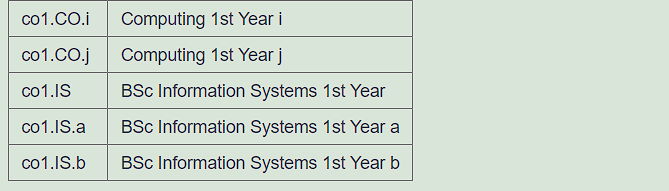 co1.CO.i Computing 1st Year i
co1.CO.j Computing 1st Year j
co1.IS BSc Information Systems 1st Year
co1.IS.a BSc Information Systems 1st Year a
co1.IS.b BSc Information Systems 1st Year b